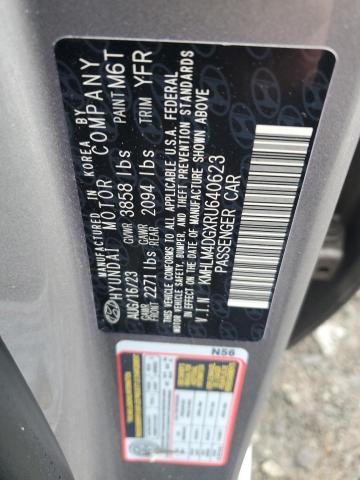 MANUFACTURED IN KOREA BY
HYUNDAI MOTOR COMPANY
AUG/16/23 GVWR 3858 lbs PAINT M6T
GAWR FRONT 2271 lbs GAWR REAR 2094 lbs TRIM YFR
THIS VEHICLE CONFORMS TO ALL APPLICABLE U.S.A. FEDERAL
MOTOR VEHICLE SAFETY, BUMPER, AND THEFT PREVENTION STANDARDS
IN EFFECT ON THE DATE OF MANUFACTURE SHOWN ABOVE
V.I.N KMHLM4DGXRU640623
PASSENGER CAR
N56